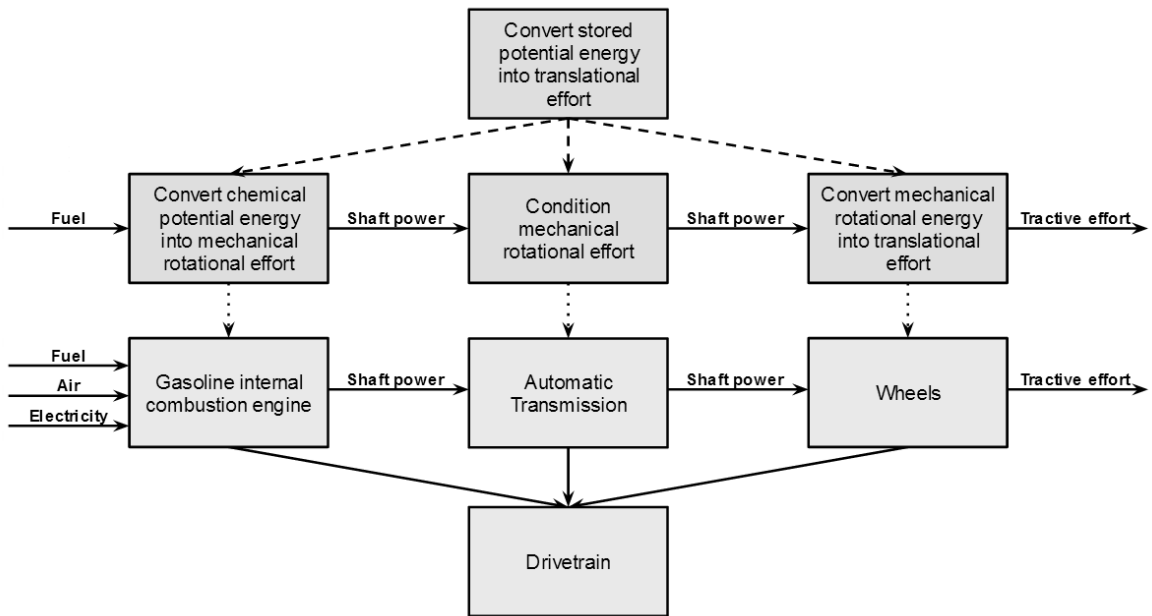 Convert stored
potential energy
into translational
effort
Fuel
Convert chemical
potential energy
into mechanical
rotational effort
Shaft power
Condition
mechanical
rotational effort
Shaft power
Convert mechanical
rotational energy
into translational
effort
Tractive effort
Fuel
Air
Electricity
Gasoline internal
combustion engine
Shaft power
Automatic
Transmission
Shaft power
Wheels
Tractive effort
Drivetrain